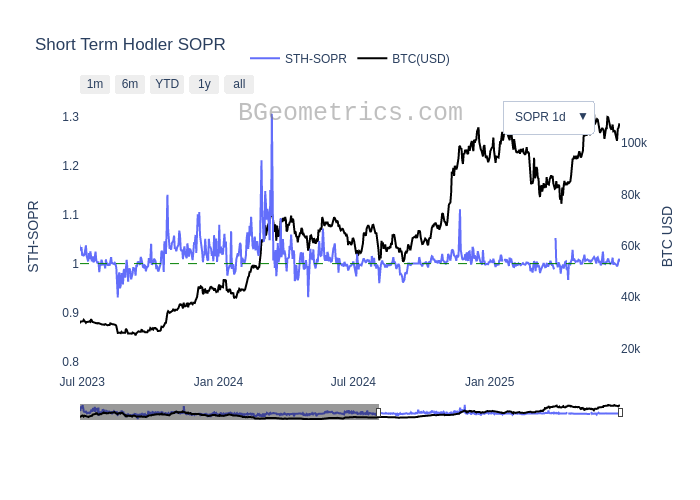 Short Term Hodler SOPR
STH-SOPR BTC(USD)
1m 6m YTD 1y all
BGeometrics.com
SOPR 1d ▼
1.3
1.2
1.1
1
0.9
0.8
STH-SOPR
100k
80k
60k
40k
20k
BTC USD
Jul 2023 Jan 2024 Jul 2024 Jan 2025